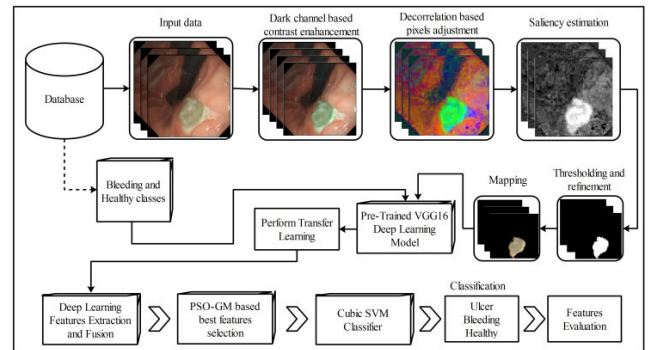 Input data
Dark channel based
contrast enahancement
Decorrelation based
pixels adjustment
Saliency estimation
Database
Bleeding and
Healthy classes
Perform Transfer
Learning
Pre-Trained VGG16
Deep Learning
Model
Mapping
Thresholding and
refinement
Deep Learning
Features Extraction
and Fusion
PSO-GM based
best features
selection
Cubic SVM
Classifier
Classification
Ulcer
Bleeding
Healthy
Features
Evaluation